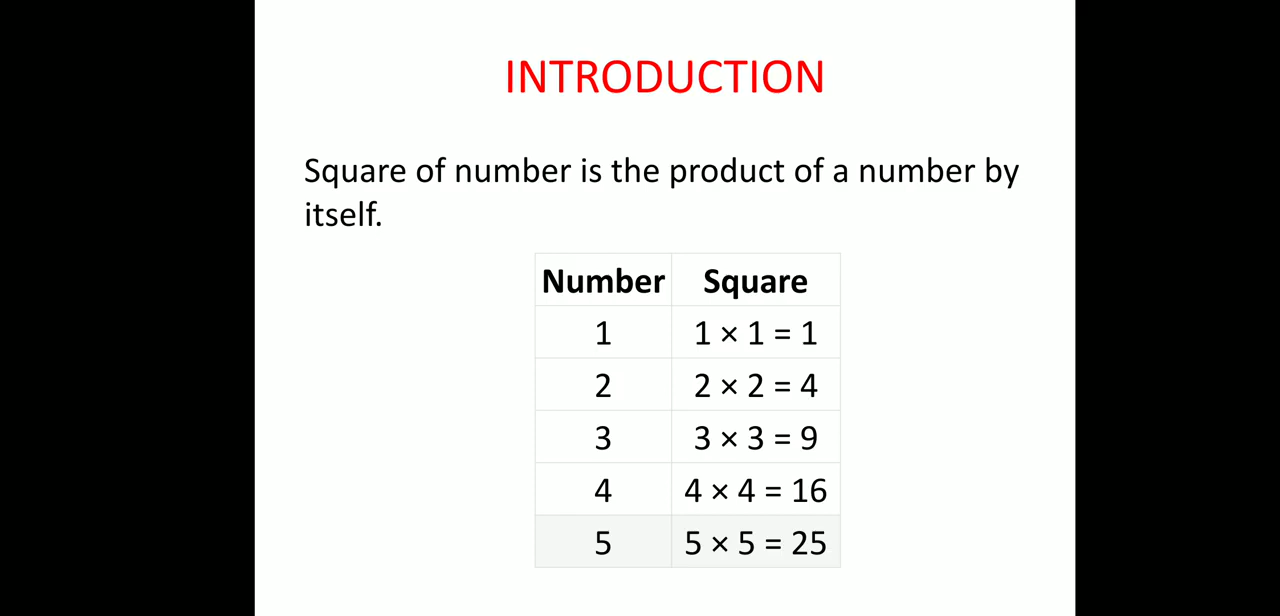 INTRODUCTION
Square of number is the product of a number by
itself.
Number Square
1 1 × 1 = 1
2 2 × 2 = 4
3 3 × 3 = 9
4 4 × 4 = 16
5 5 × 5 = 25